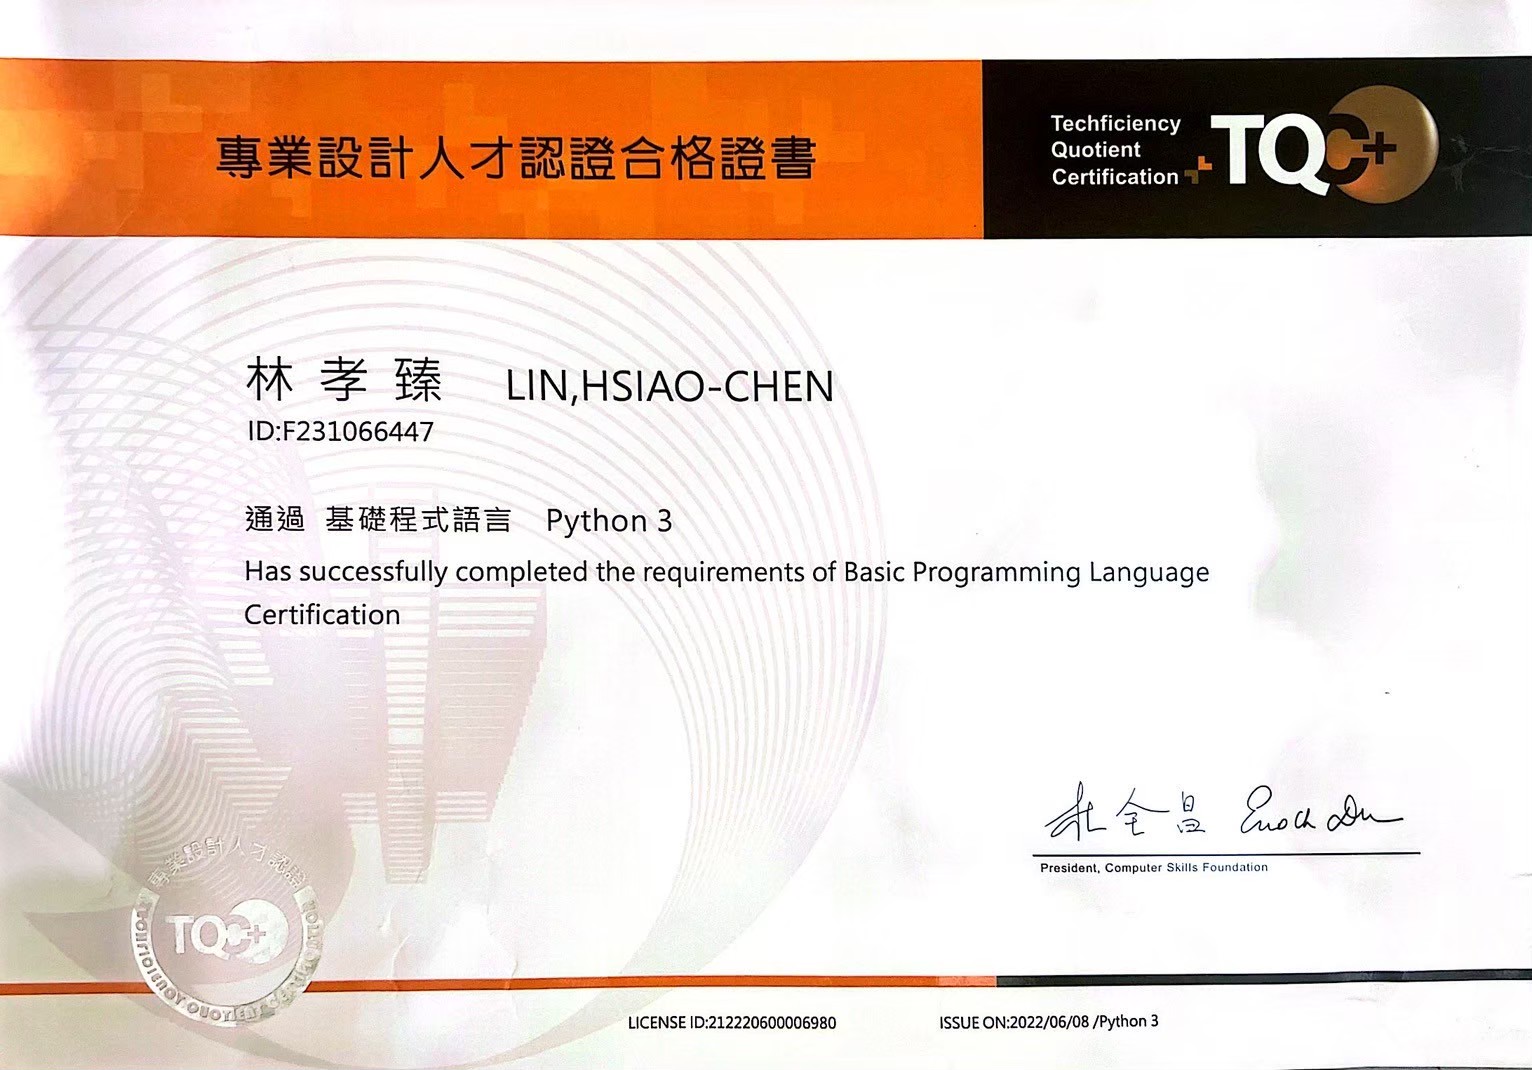 專業設計人才認證合格證書
Techficiency
Quotient
Certification
TQC+
林孝臻 LIN,HSIAO-CHEN
ID:F231066447
通過 基礎程式語言 Python 3
Has successfully completed the requirements of Basic Programming Language
Certification
杜全昌 Enoch Du
President, Computer Skills Foundation
專業設計人才認證
TQC+
TECHFICIENCY QUOTIENT CERTIFICATION
LICENSE ID:212220600006980 ISSUE ON:2022/06/08 /Python 3